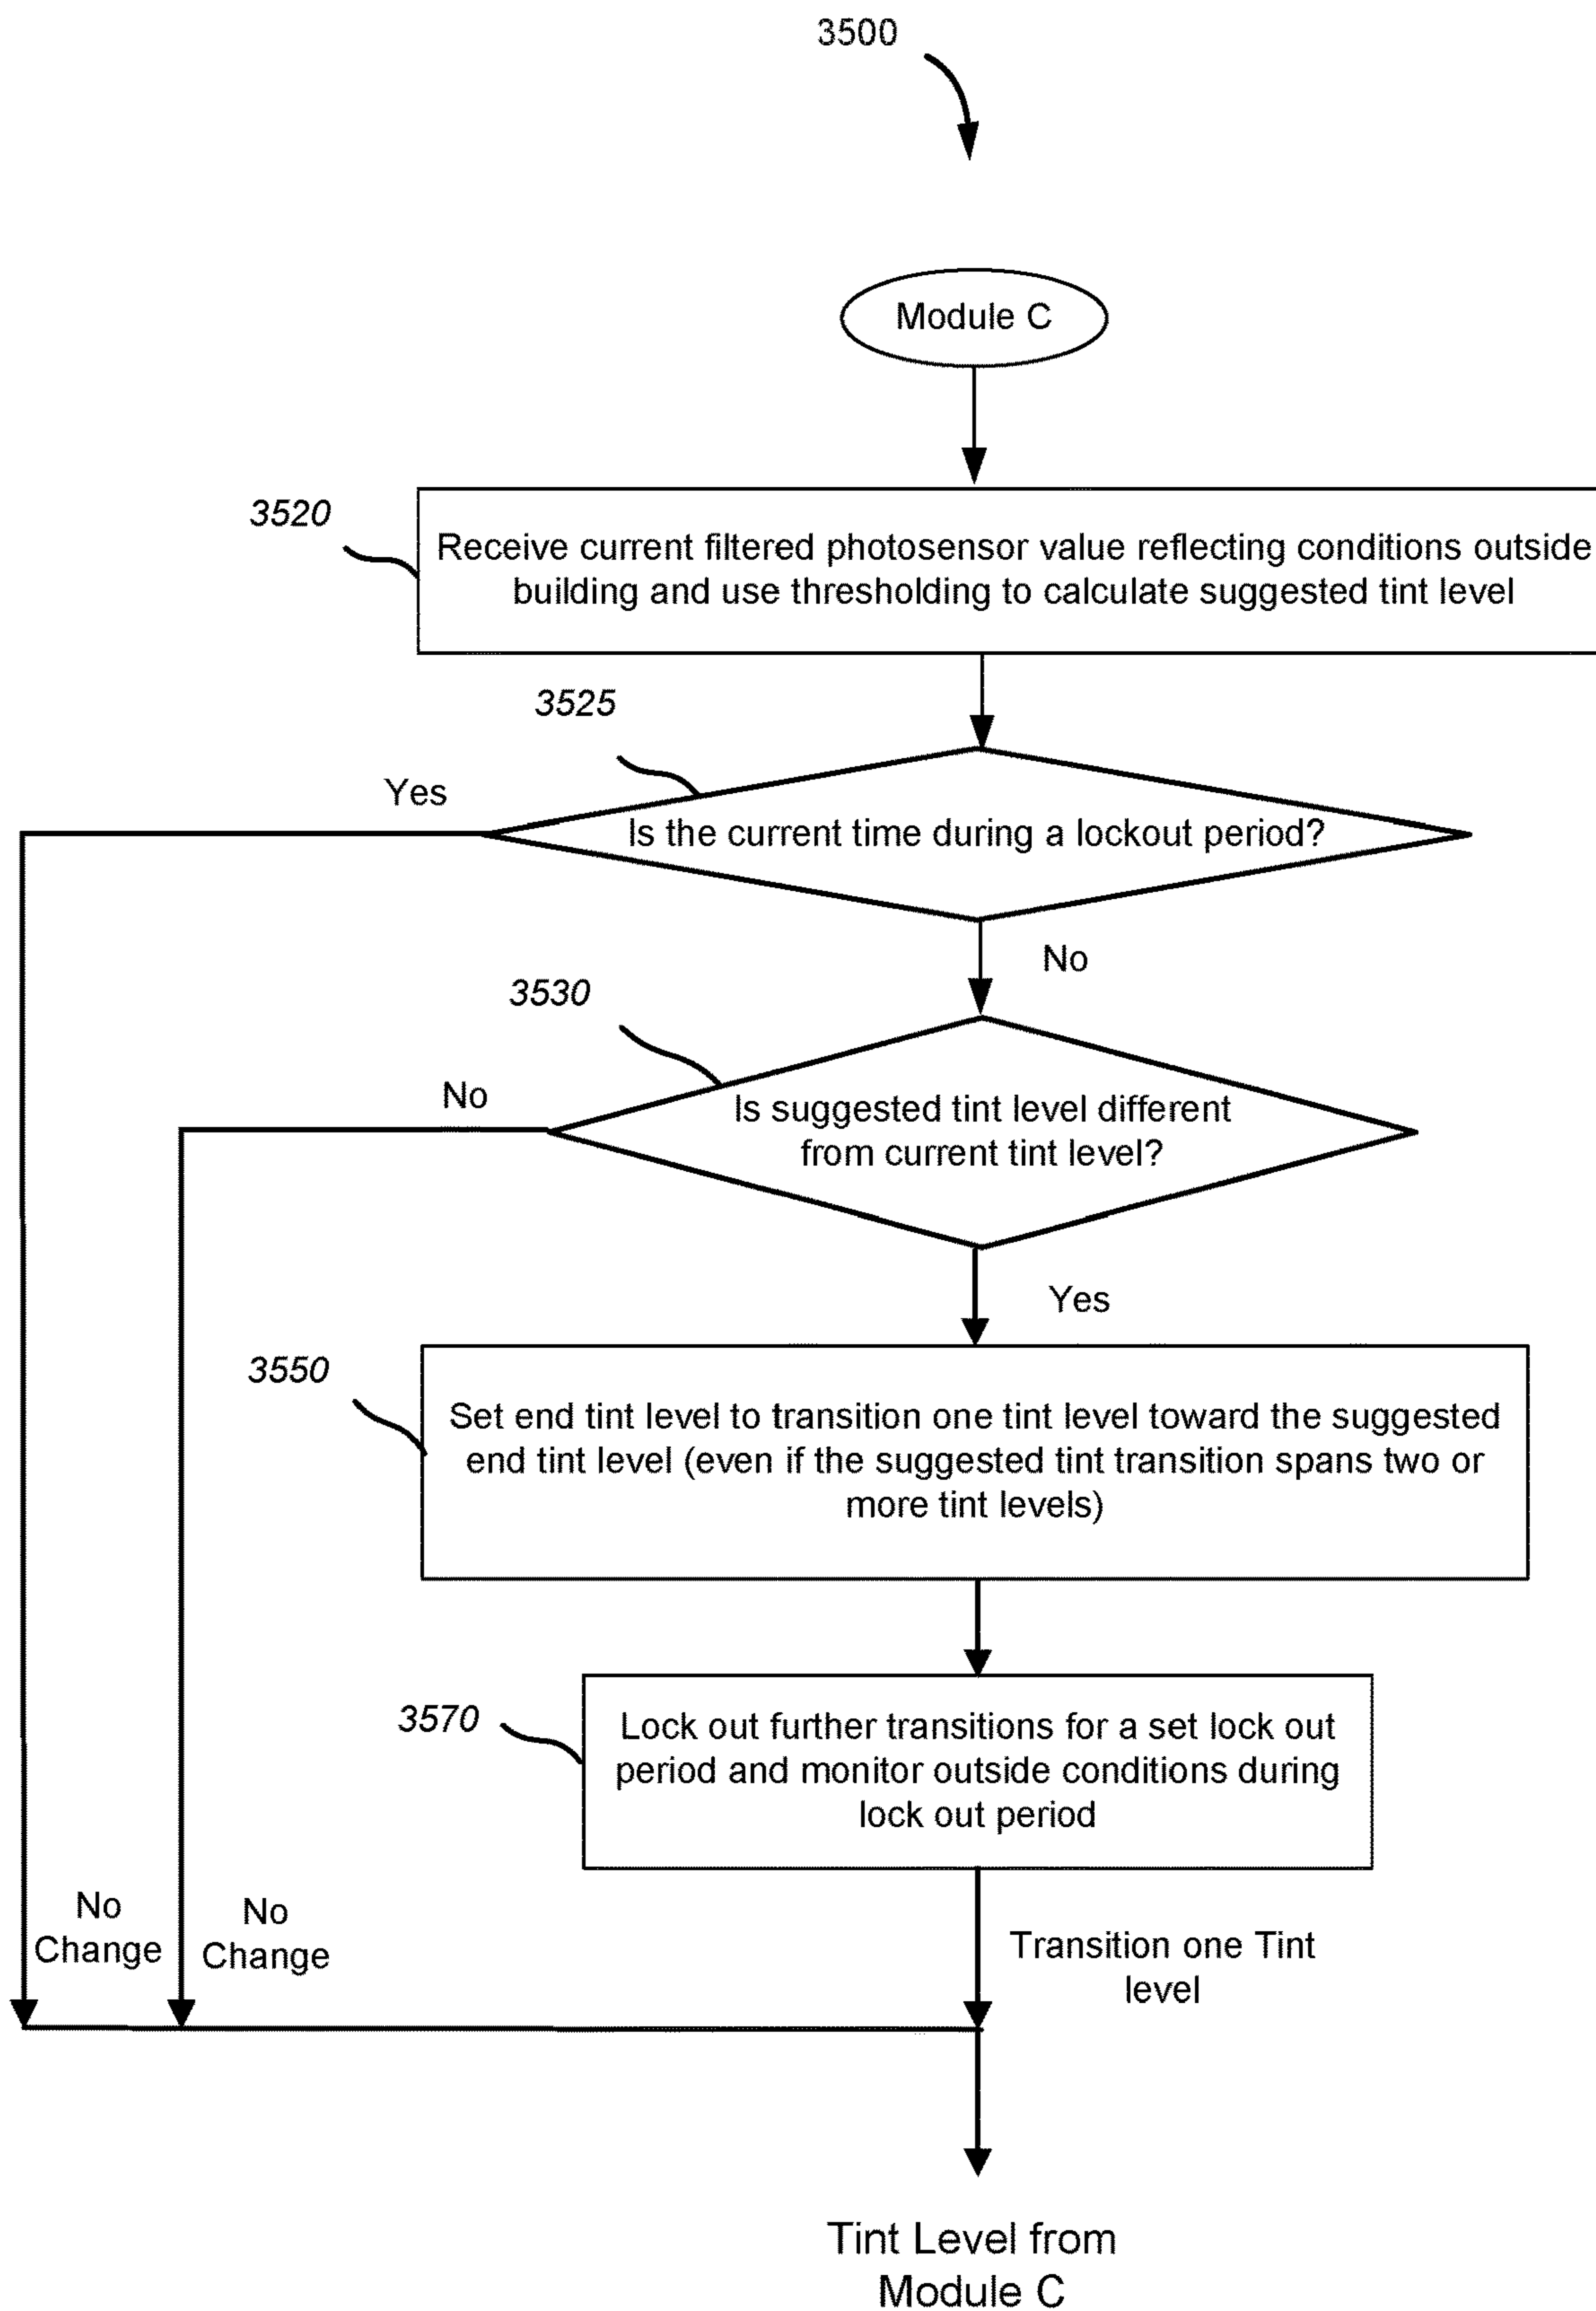 3500
Module C
3520
Receive current filtered photosensor value reflecting conditions outside
building and use thresholding to calculate suggested tint level
3525
Yes
Is the current time during a lockout period?
No
3530
No
Is suggested tint level different
from current tint level?
Yes
3550
Set end tint level to transition one tint level toward the suggested
end tint level (even if the suggested tint transition spans two or
more tint levels)
3570
Lock out further transitions for a set lock out
period and monitor outside conditions during
lock out period
No
Change
No
Change
Transition one Tint
level
Tint Level from
Module C